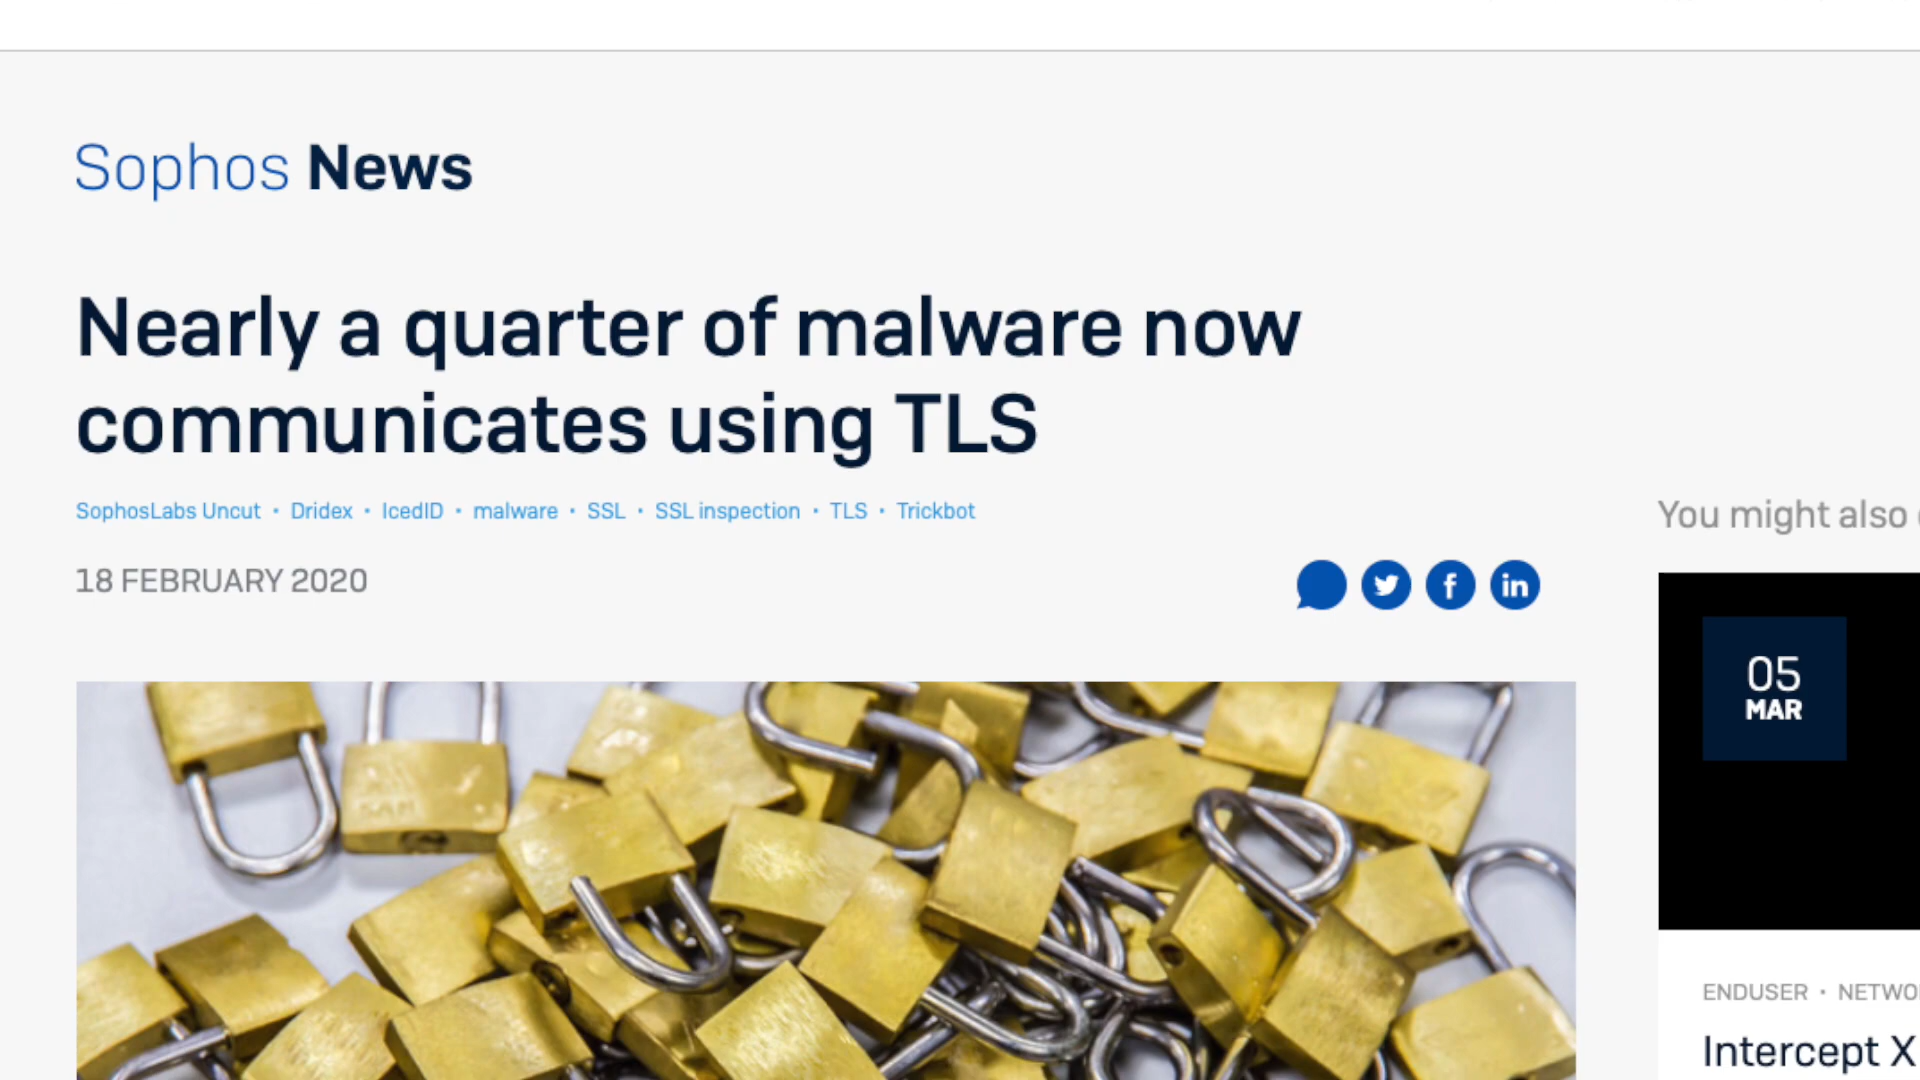 Sophos News
Nearly a quarter of malware now
communicates using TLS
SophosLabs Uncut • Dridex • IcedID • malware • SSL • SSL inspection • TLS • Trickbot
18 FEBRUARY 2020
f
in
You might also
05
MAR
ENDUSER •
Intercept X